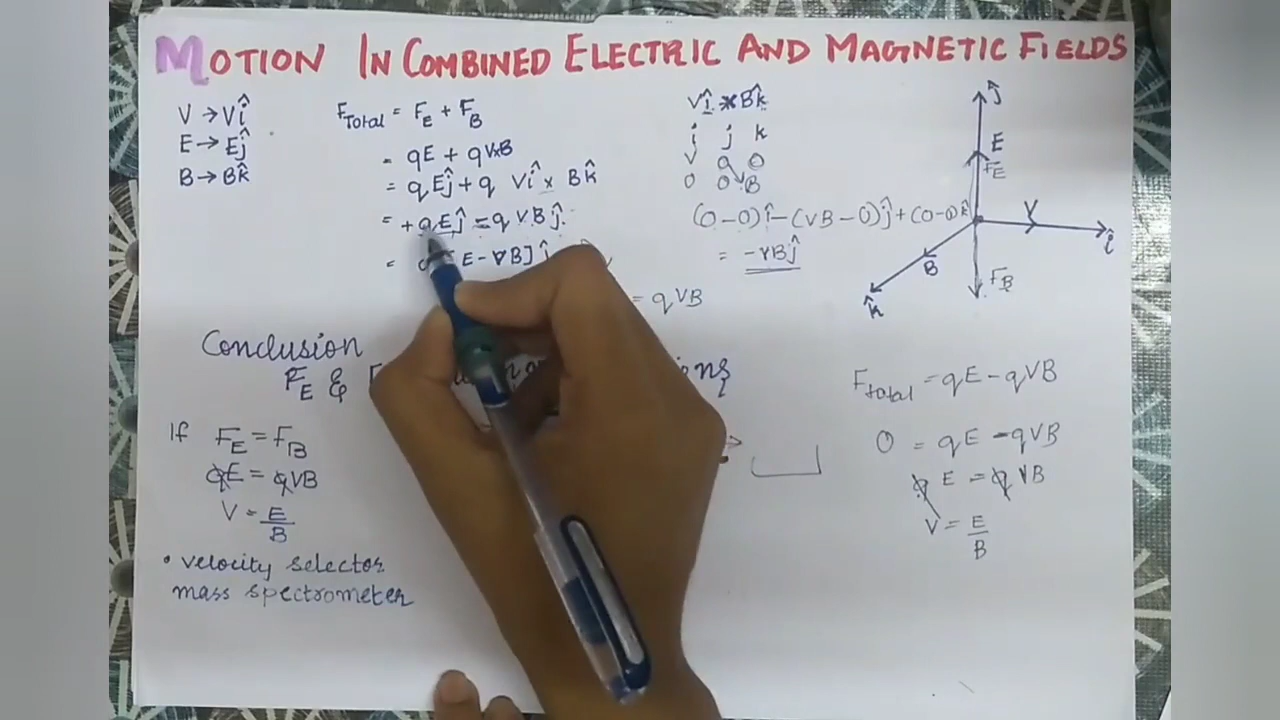 MOTION IN COMBINED ELECTRIC AND MAGNETIC FIELDS
V → Vî
E → Eĵ
B → Bk̂
F_Total = F_E + F_B
= qE + qV×B
= qEĵ + q Vî × Bk̂
= + qEĵ = qVBĵ
= E - VB] ĵ
= qVB
Vî × Bk̂
i j k
V 0 0
0 0 B
(0-0)î - (VB-0)ĵ + (0-0)k̂
= -VBĵ
ĵ
E
F_E
V
î
B
k̂
F_B
Conclusion
F_E &
If F_E = F_B
qE = qVB
V = E/B
• velocity selector
mass spectrometer
F_total = qE - qVB
0 = qE - qVB
q E = q VB
V = E/B